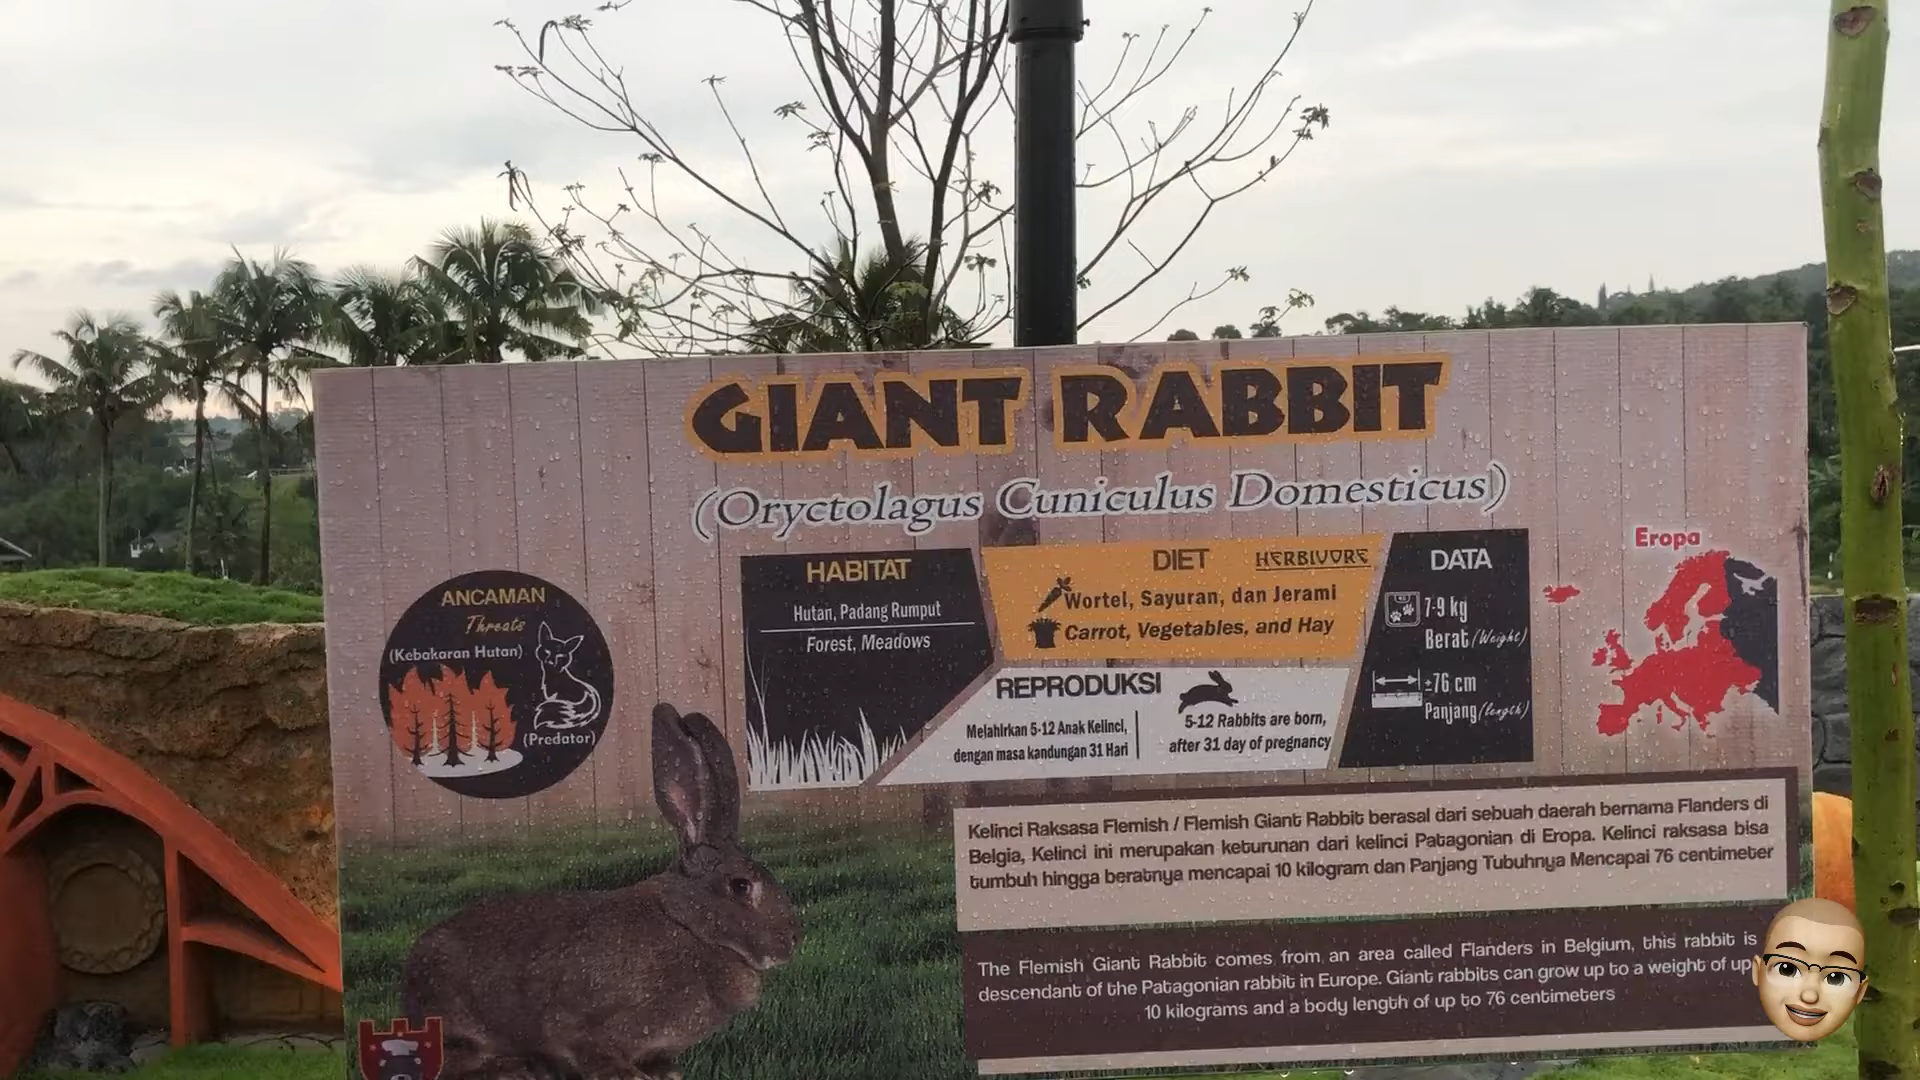 GIANT RABBIT
(Oryctolagus Cuniculus Domesticus)
ANCAMAN
Threats
(Kebakaran Hutan)
(Predator)
HABITAT
Hutan, Padang Rumput
Forest, Meadows
DIET HERBIVORE
Wortel, Sayuran, dan Jerami
Carrot, Vegetables, and Hay
REPRODUKSI
Melahirkan 5-12 Anak Kelinci,
dengan masa kandungan 31 Hari
5-12 Rabbits are born,
after 31 day of pregnancy
DATA
7-9 kg
Berat (Weight)
±76 cm
Panjang (length)
Eropa
Kelinci Raksasa Flemish / Flemish Giant Rabbit berasal dari sebuah daerah bernama Flanders di
Belgia, Kelinci ini merupakan keturunan dari kelinci Patagonian di Eropa. Kelinci raksasa bisa
tumbuh hingga beratnya mencapai 10 kilogram dan Panjang Tubuhnya Mencapai 76 centimeter
The Flemish Giant Rabbit comes from an area called Flanders in Belgium, this rabbit is
descendant of the Patagonian rabbit in Europe. Giant rabbits can grow up to a weight of up
10 kilograms and a body length of up to 76 centimeters